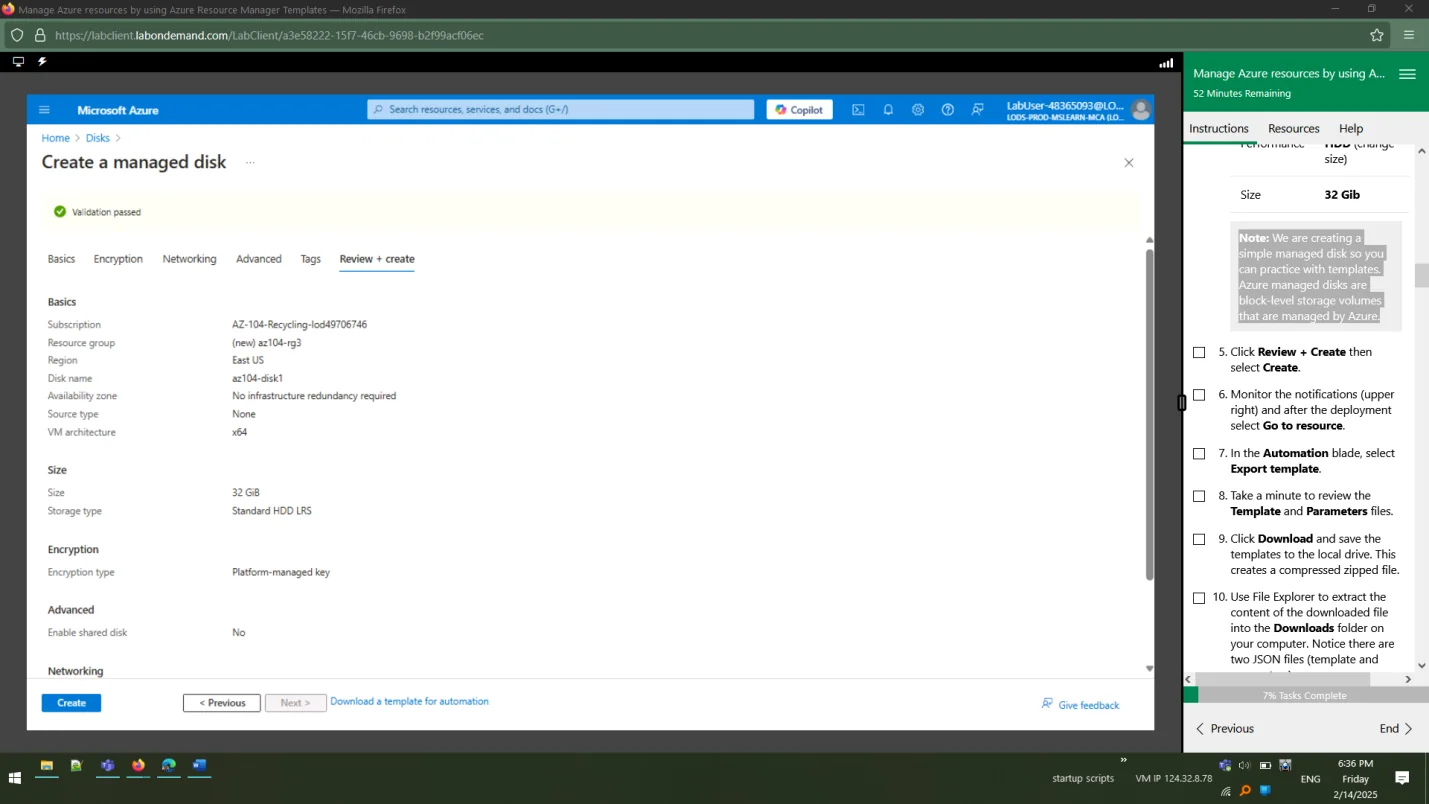 Manage Azure resources by using Azure Resource Manager Templates — Mozilla Firefox
https://labclient.labondemand.com/LabClient/a3e58222-15f7-46cb-9698-b2f99acf06ec
Microsoft Azure
Search resources, services, and docs (G+/)
Copilot
LabUser-48365093@LO...
LODS-PROD-MSLEARN-MCA (LO...
Home > Disks >
Create a managed disk ...
Validation passed
Basics Encryption Networking Advanced Tags Review + create
Basics
Subscription AZ-104-Recycling-lod49706746
Resource group (new) az104-rg3
Region East US
Disk name az104-disk1
Availability zone No infrastructure redundancy required
Source type None
VM architecture x64
Size
Size 32 GiB
Storage type Standard HDD LRS
Encryption
Encryption type Platform-managed key
Advanced
Enable shared disk No
Networking
Create < Previous Next > Download a template for automation Give feedback
Manage Azure resources by using A...
52 Minutes Remaining
Instructions Resources Help
Performance HDD (change
size)
Size 32 Gib
Note: We are creating a
simple managed disk so you
can practice with templates.
Azure managed disks are
block-level storage volumes
that are managed by Azure.
5. Click Review + Create then
select Create.
6. Monitor the notifications (upper
right) and after the deployment
select Go to resource.
7. In the Automation blade, select
Export template.
8. Take a minute to review the
Template and Parameters files.
9. Click Download and save the
templates to the local drive. This
creates a compressed zipped file.
10. Use File Explorer to extract the
content of the downloaded file
into the Downloads folder on
your computer. Notice there are
two JSON files (template and
7% Tasks Complete
Previous End
startup scripts
VM IP 124.32.8.78
ENG
6:36 PM
Friday
2/14/2025